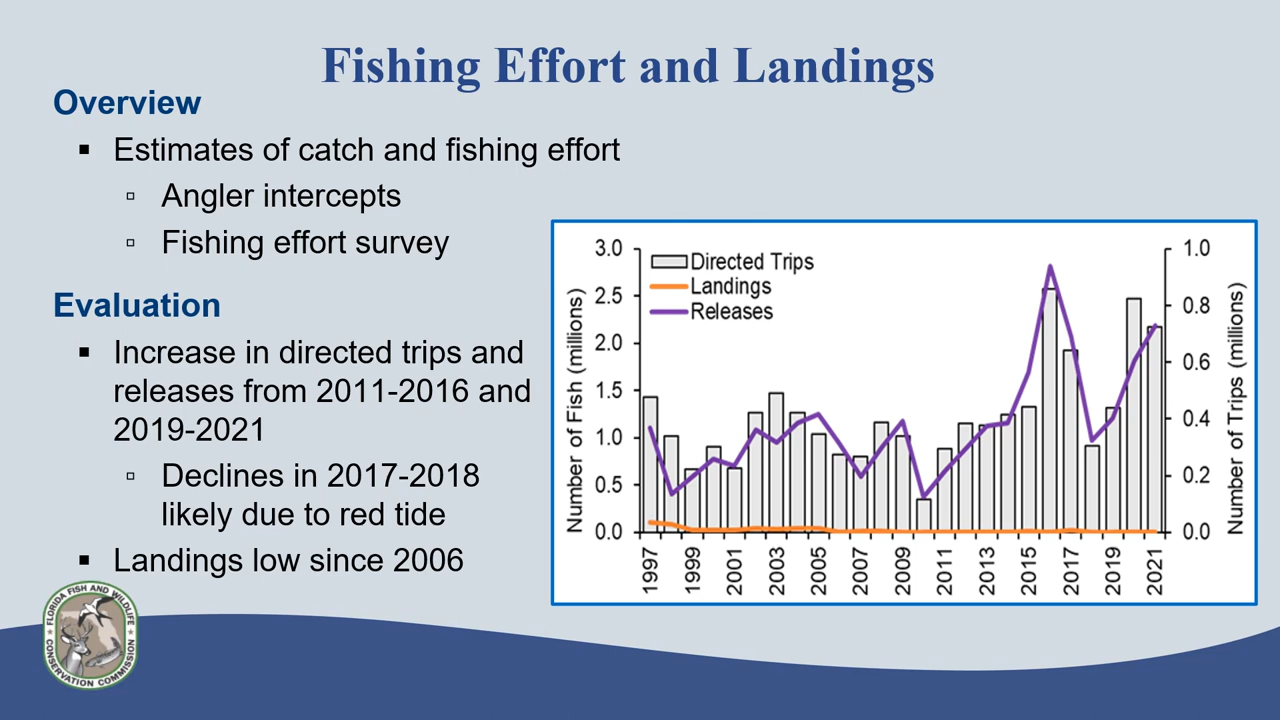 Fishing Effort and Landings
Overview
▪ Estimates of catch and fishing effort
▫ Angler intercepts
▫ Fishing effort survey
Evaluation
▪ Increase in directed trips and
releases from 2011-2016 and
2019-2021
▫ Declines in 2017-2018
likely due to red tide
▪ Landings low since 2006
Directed Trips
Landings
Releases
Number of Fish (millions)
3.0
2.5
2.0
1.5
1.0
0.5
0.0
1.0
0.8
0.6
0.4
0.2
0.0
Number of Trips (millions)
1997
1999
2001
2003
2005
2007
2009
2011
2013
2015
2017
2019
2021
FLORIDA FISH AND WILDLIFE
CONSERVATION COMMISSION